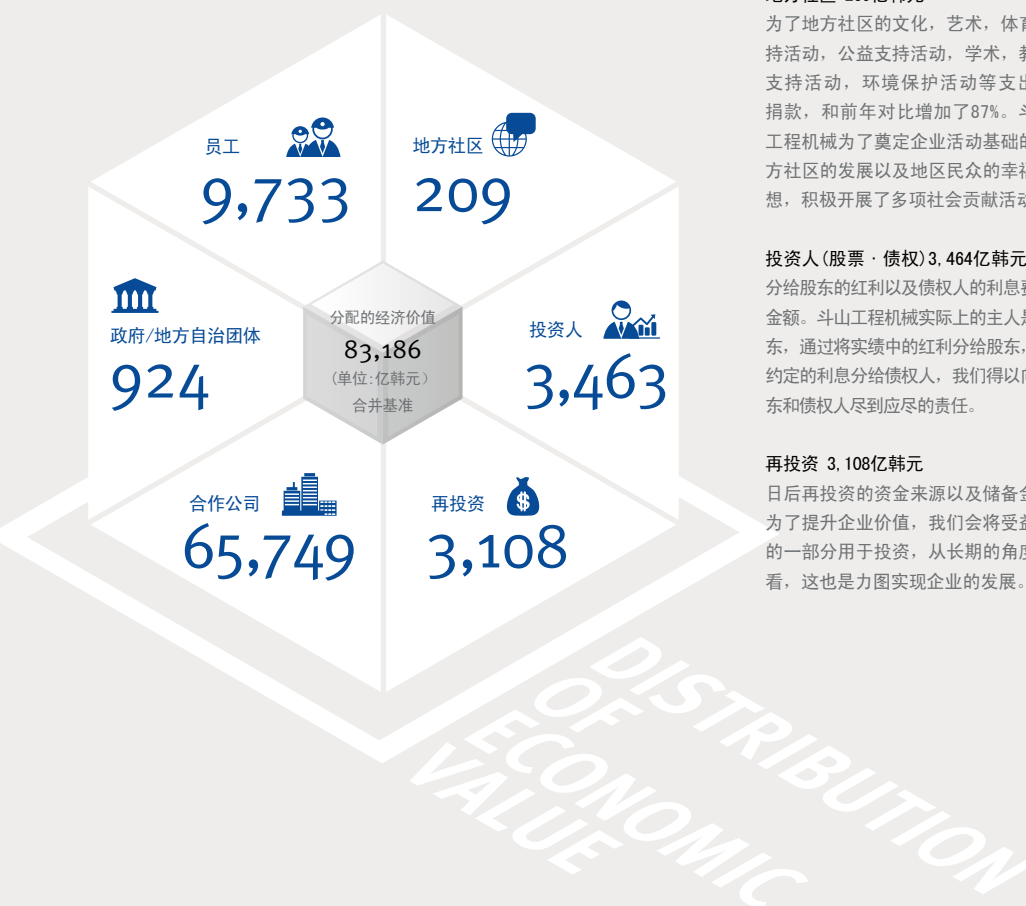 员工
9,733
地方社区
209
政府/地方自治团体
924
分配的经济价值
83,186
(单位:亿韩元)
合并基准
投资人
3,463
合作公司
65,749
再投资
3,108
DISTRIBUTION
OF
ECONOMIC
VALUE
为了地方社区的文化，艺术，体育
持活动，公益支持活动，学术，教
支持活动，环境保护活动等支出
捐款，和前年对比增加了87%。斗
工程机械为了奠定企业活动基础的
方社区的发展以及地区民众的幸福
想，积极开展了多项社会贡献活动
投资人(股票·债权)3,464亿韩元
分给股东的红利以及债权人的利息费
金额。斗山工程机械实际上的主人是
东，通过将实绩中的红利分给股东，
约定的利息分给债权人，我们得以向
东和债权人尽到应尽的责任。
再投资 3,108亿韩元
日后再投资的资金来源以及储备金
为了提升企业价值，我们会将受益
的一部分用于投资，从长期的角度
看，这也是力图实现企业的发展。